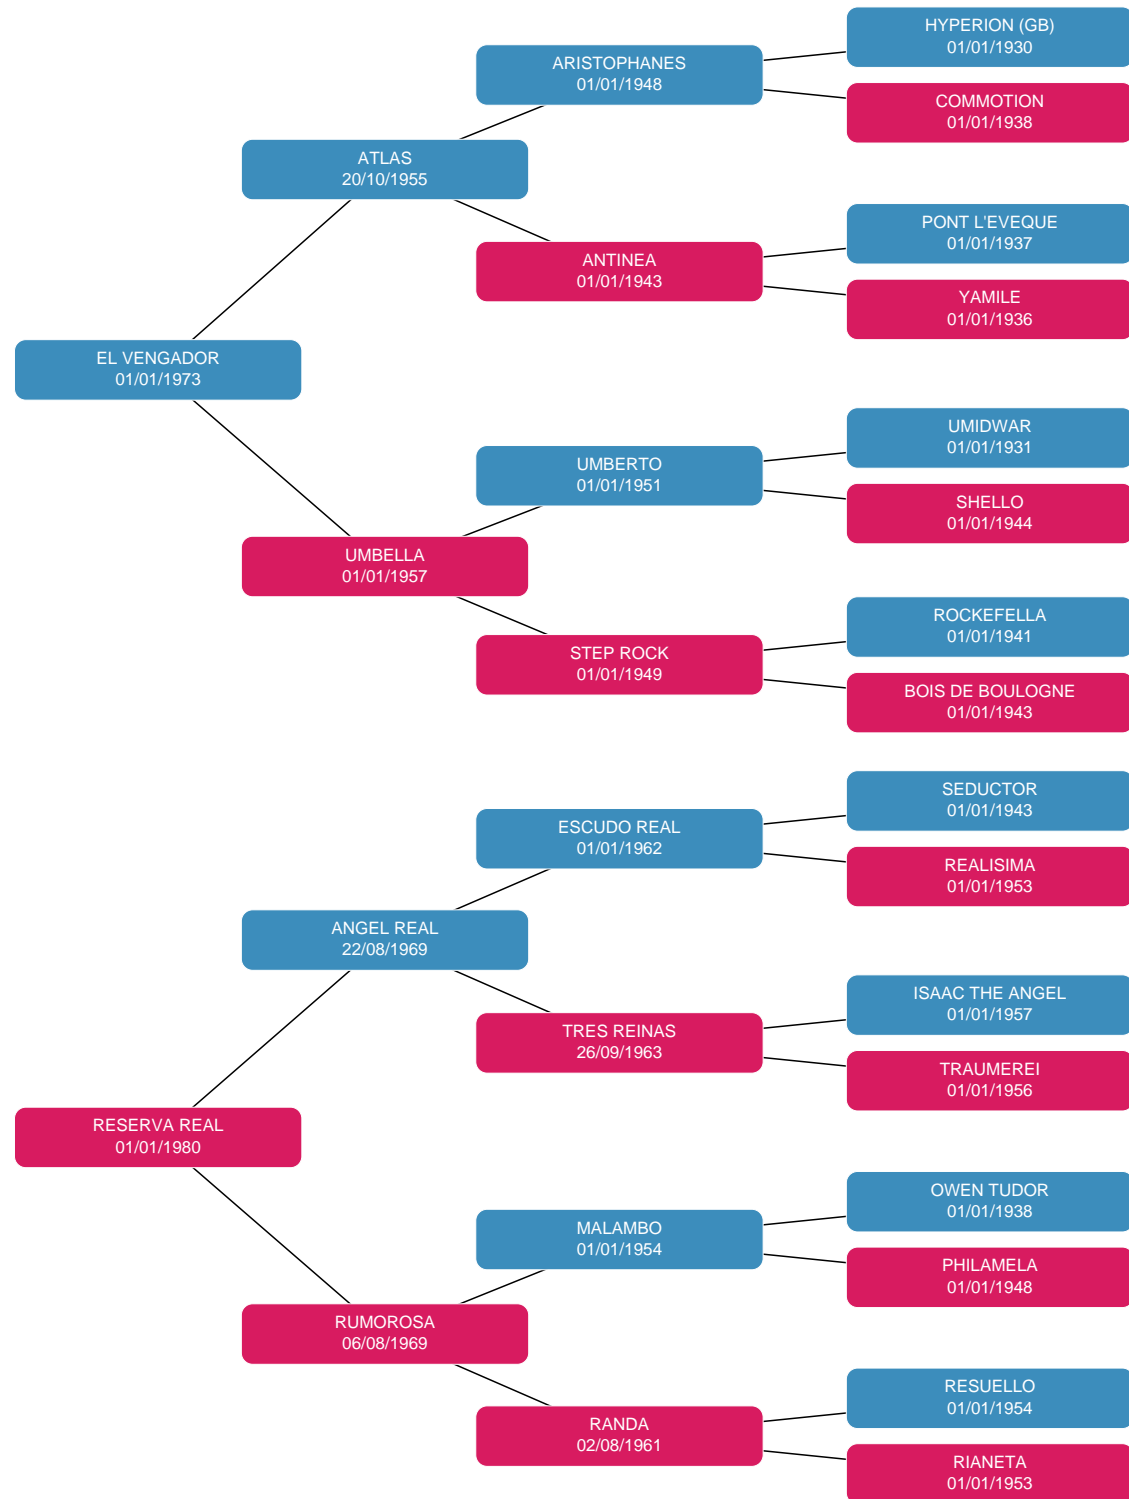 HYPERION (GB)
01/01/1930
ARISTOPHANES
01/01/1948
COMMOTION
01/01/1938
ATLAS
20/10/1955
PONT L'EVEQUE
01/01/1937
ANTINEA
01/01/1943
YAMILE
01/01/1936
EL VENGADOR
01/01/1973
UMIDWAR
01/01/1931
UMBERTO
01/01/1951
SHELLO
01/01/1944
UMBELLA
01/01/1957
ROCKEFELLA
01/01/1941
STEP ROCK
01/01/1949
BOIS DE BOULOGNE
01/01/1943
SEDUCTOR
01/01/1943
ESCUDO REAL
01/01/1962
REALISIMA
01/01/1953
ANGEL REAL
22/08/1969
ISAAC THE ANGEL
01/01/1957
TRES REINAS
26/09/1963
TRAUMEREI
01/01/1956
RESERVA REAL
01/01/1980
OWEN TUDOR
01/01/1938
MALAMBO
01/01/1954
PHILAMELA
01/01/1948
RUMOROSA
06/08/1969
RESUELLO
01/01/1954
RANDA
02/08/1961
RIANETA
01/01/1953